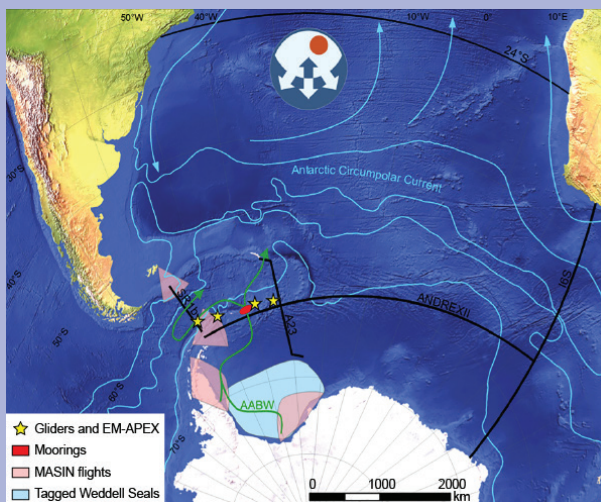 50°W
40°W
10°W
0°
10°E
24°S
30°S
Antarctic Circumpolar Current
40°S
I6S
SR1b
ANDREXII
A23
50°S
60°S
AABW
70°S
Gliders and EM-APEX
Moorings
MASIN flights
Tagged Weddell Seals
0 1000 2000
km